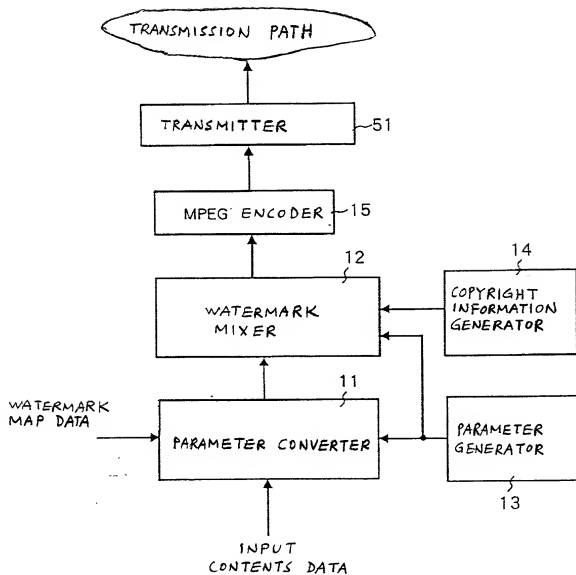 TRANSMISSION PATH
TRANSMITTER
51
MPEG ENCODER
15
12
WATERMARK
MIXER
14
COPYRIGHT
INFORMATION
GENERATOR
WATERMARK
MAP DATA
11
PARAMETER CONVERTER
PARAMETER
GENERATOR
13
INPUT
CONTENTS DATA